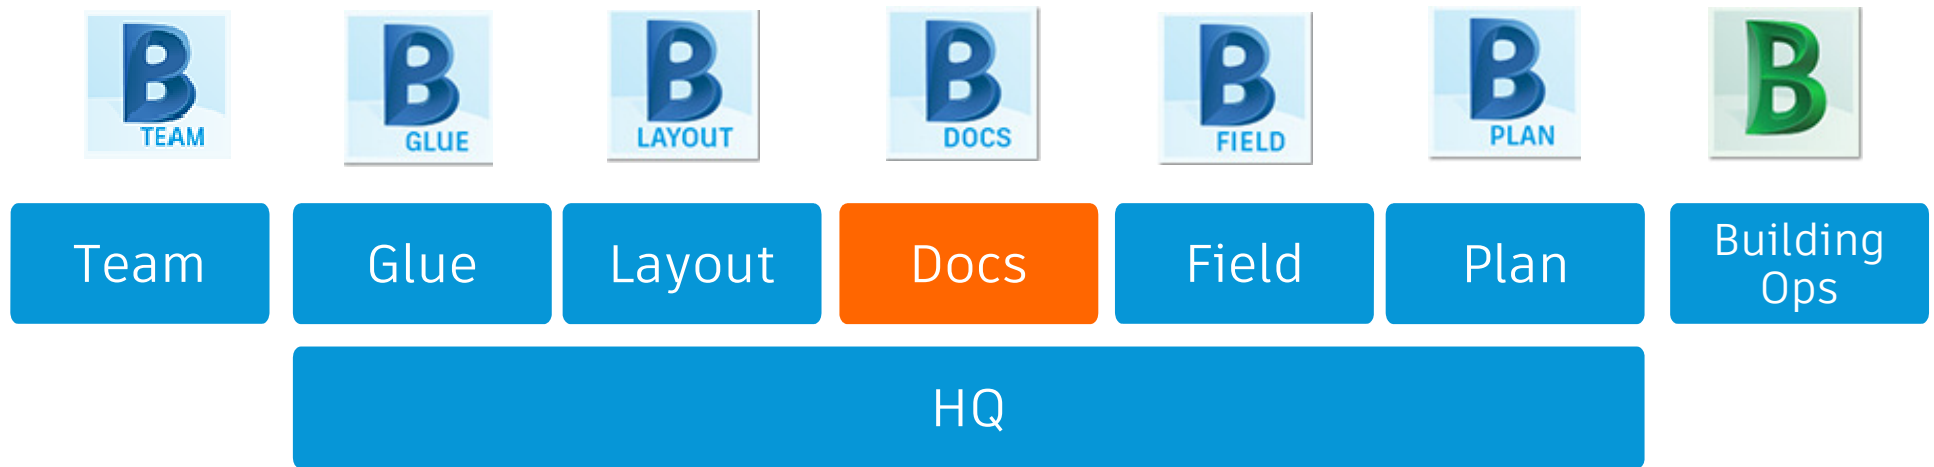 B B B B B B B
TEAM GLUE LAYOUT DOCS FIELD PLAN
Team Glue Layout Docs Field Plan Building
Ops
HQ